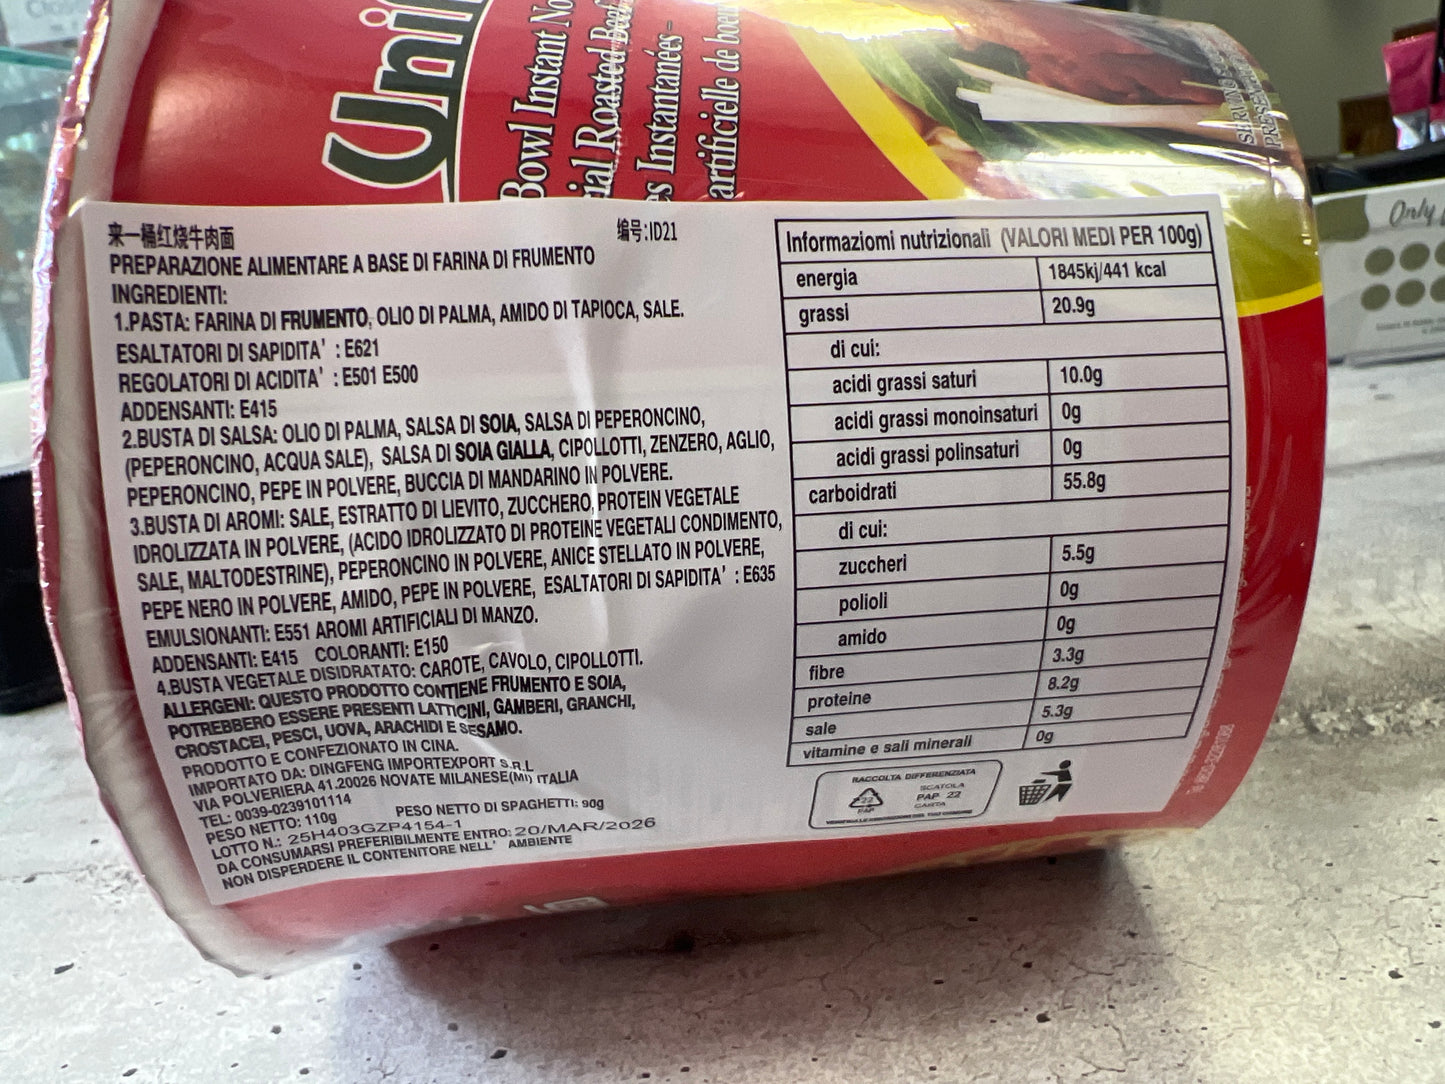 Uni
Bowl Instant No
ial Roasted Beef
s Instantanées -
artificielle de
Only
来一桶红烧牛肉面 编号:ID21
PREPARAZIONE ALIMENTARE A BASE DI FARINA DI FRUMENTO
INGREDIENTI:
1.PASTA: FARINA DI FRUMENTO, OLIO DI PALMA, AMIDO DI TAPIOCA, SALE.
ESALTATORI DI SAPIDITA' : E621
REGOLATORI DI ACIDITA' : E501 E500
ADDENSANTI: E415
2.BUSTA DI SALSA: OLIO DI PALMA, SALSA DI SOIA, SALSA DI PEPERONCINO,
(PEPERONCINO, ACQUA SALE), SALSA DI SOIA GIALLA, CIPOLLOTTI, ZENZERO, AGLIO,
PEPERONCINO, PEPE IN POLVERE, BUCCIA DI MANDARINO IN POLVERE.
3.BUSTA DI AROMI: SALE, ESTRATTO DI LIEVITO, ZUCCHERO, PROTEIN VEGETALE
IDROLIZZATA IN POLVERE, (ACIDO IDROLIZZATO DI PROTEINE VEGETALI CONDIMENTO,
SALE, MALTODESTRINE), PEPERONCINO IN POLVERE, ANICE STELLATO IN POLVERE,
PEPE NERO IN POLVERE, AMIDO, PEPE IN POLVERE, ESALTATORI DI SAPIDITA' : E635
EMULSIONANTI: E551 AROMI ARTIFICIALI DI MANZO.
ADDENSANTI: E415 COLORANTI: E150
4.BUSTA VEGETALE DISIDRATATO: CAROTE, CAVOLO, CIPOLLOTTI.
ALLERGENI: QUESTO PRODOTTO CONTIENE FRUMENTO E SOIA,
POTREBBERO ESSERE PRESENTI LATTICINI, GAMBERI, GRANCHI,
CROSTACEI, PESCI, UOVA, ARACHIDI E SESAMO.
PRODOTTO E CONFEZIONATO IN CINA.
IMPORTATO DA: DINGFENG IMPORTEXPORT S.R.L
VIA POLVERIERA 41.20026 NOVATE MILANESE(MI) ITALIA
TEL: 0039-0239101114
PESO NETTO: 110g PESO NETTO DI SPAGHETTI: 90g
LOTTO N.: 25H403GZP4154-1
DA CONSUMARSI PREFERIBILMENTE ENTRO: 20/MAR/2026
NON DISPERDERE IL CONTENITORE NELL' AMBIENTE
Informaziomi nutrizionali (VALORI MEDI PER 100g)
energia 1845kj/441 kcal
grassi 20.9g
di cui:
acidi grassi saturi 10.0g
acidi grassi monoinsaturi 0g
acidi grassi polinsaturi 0g
carboidrati 55.8g
di cui:
zuccheri 5.5g
polioli 0g
amido 0g
fibre 3.3g
proteine 8.2g
sale 5.3g
vitamine e sali minerali 0g
RACCOLTA DIFFERENZIATA
22
PAP
SCATOLA
PAP 22
CARTA